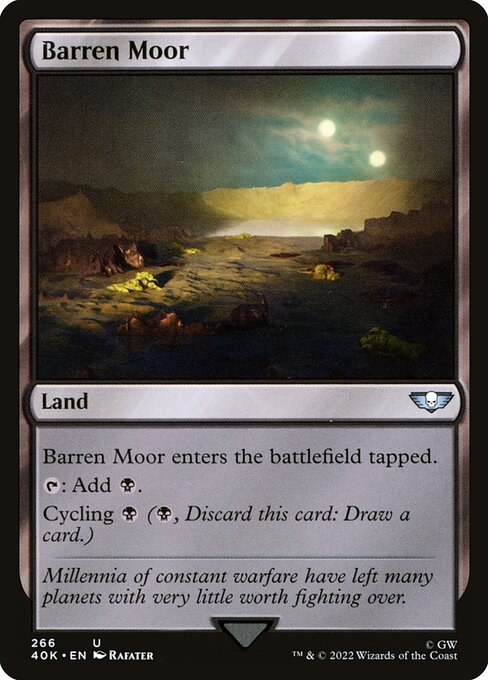 Barren Moor
Land
Barren Moor enters the battlefield tapped.
: Add .
Cycling  (, Discard this card: Draw a
card.)
Millennia of constant warfare have left many
planets with very little worth fighting over.
266 U
40K • EN Rafater
© GW
™ & © 2022 Wizards of the Coast